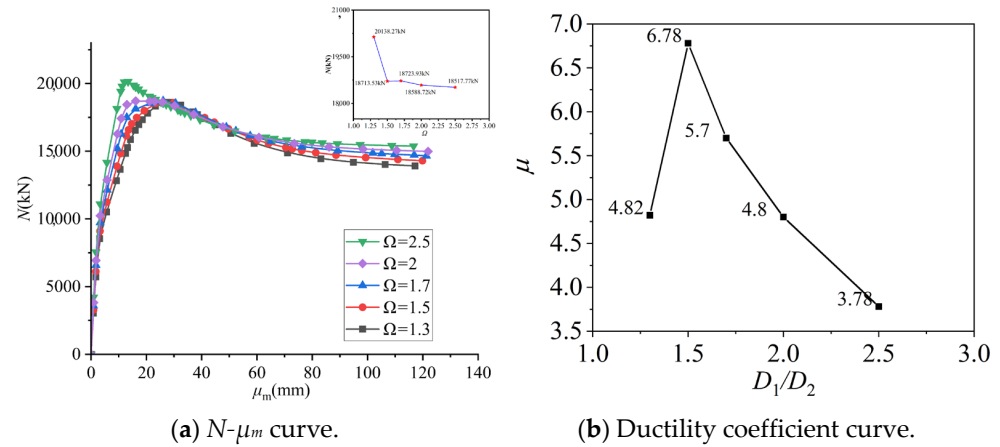 21000
20138.27kN
N(kN)
19500
18713.53kN
18723.93kN
18588.72kN
18517.77kN
18000
1.00 1.25 1.50 1.75 2.00 2.25 2.50 2.75 3.00
Ω
20000
15000
10000
5000
0
N(kN)
Ω=2.5
Ω=2
Ω=1.7
Ω=1.5
Ω=1.3
0 20 40 60 80 100 120 140
μm(mm)
(a) N-μm curve.
7.0
6.5
6.0
5.5
5.0
4.5
4.0
3.5
μ
6.78
5.7
4.82
4.8
3.78
1.0 1.5 2.0 2.5 3.0
D1/D2
(b) Ductility coefficient curve.